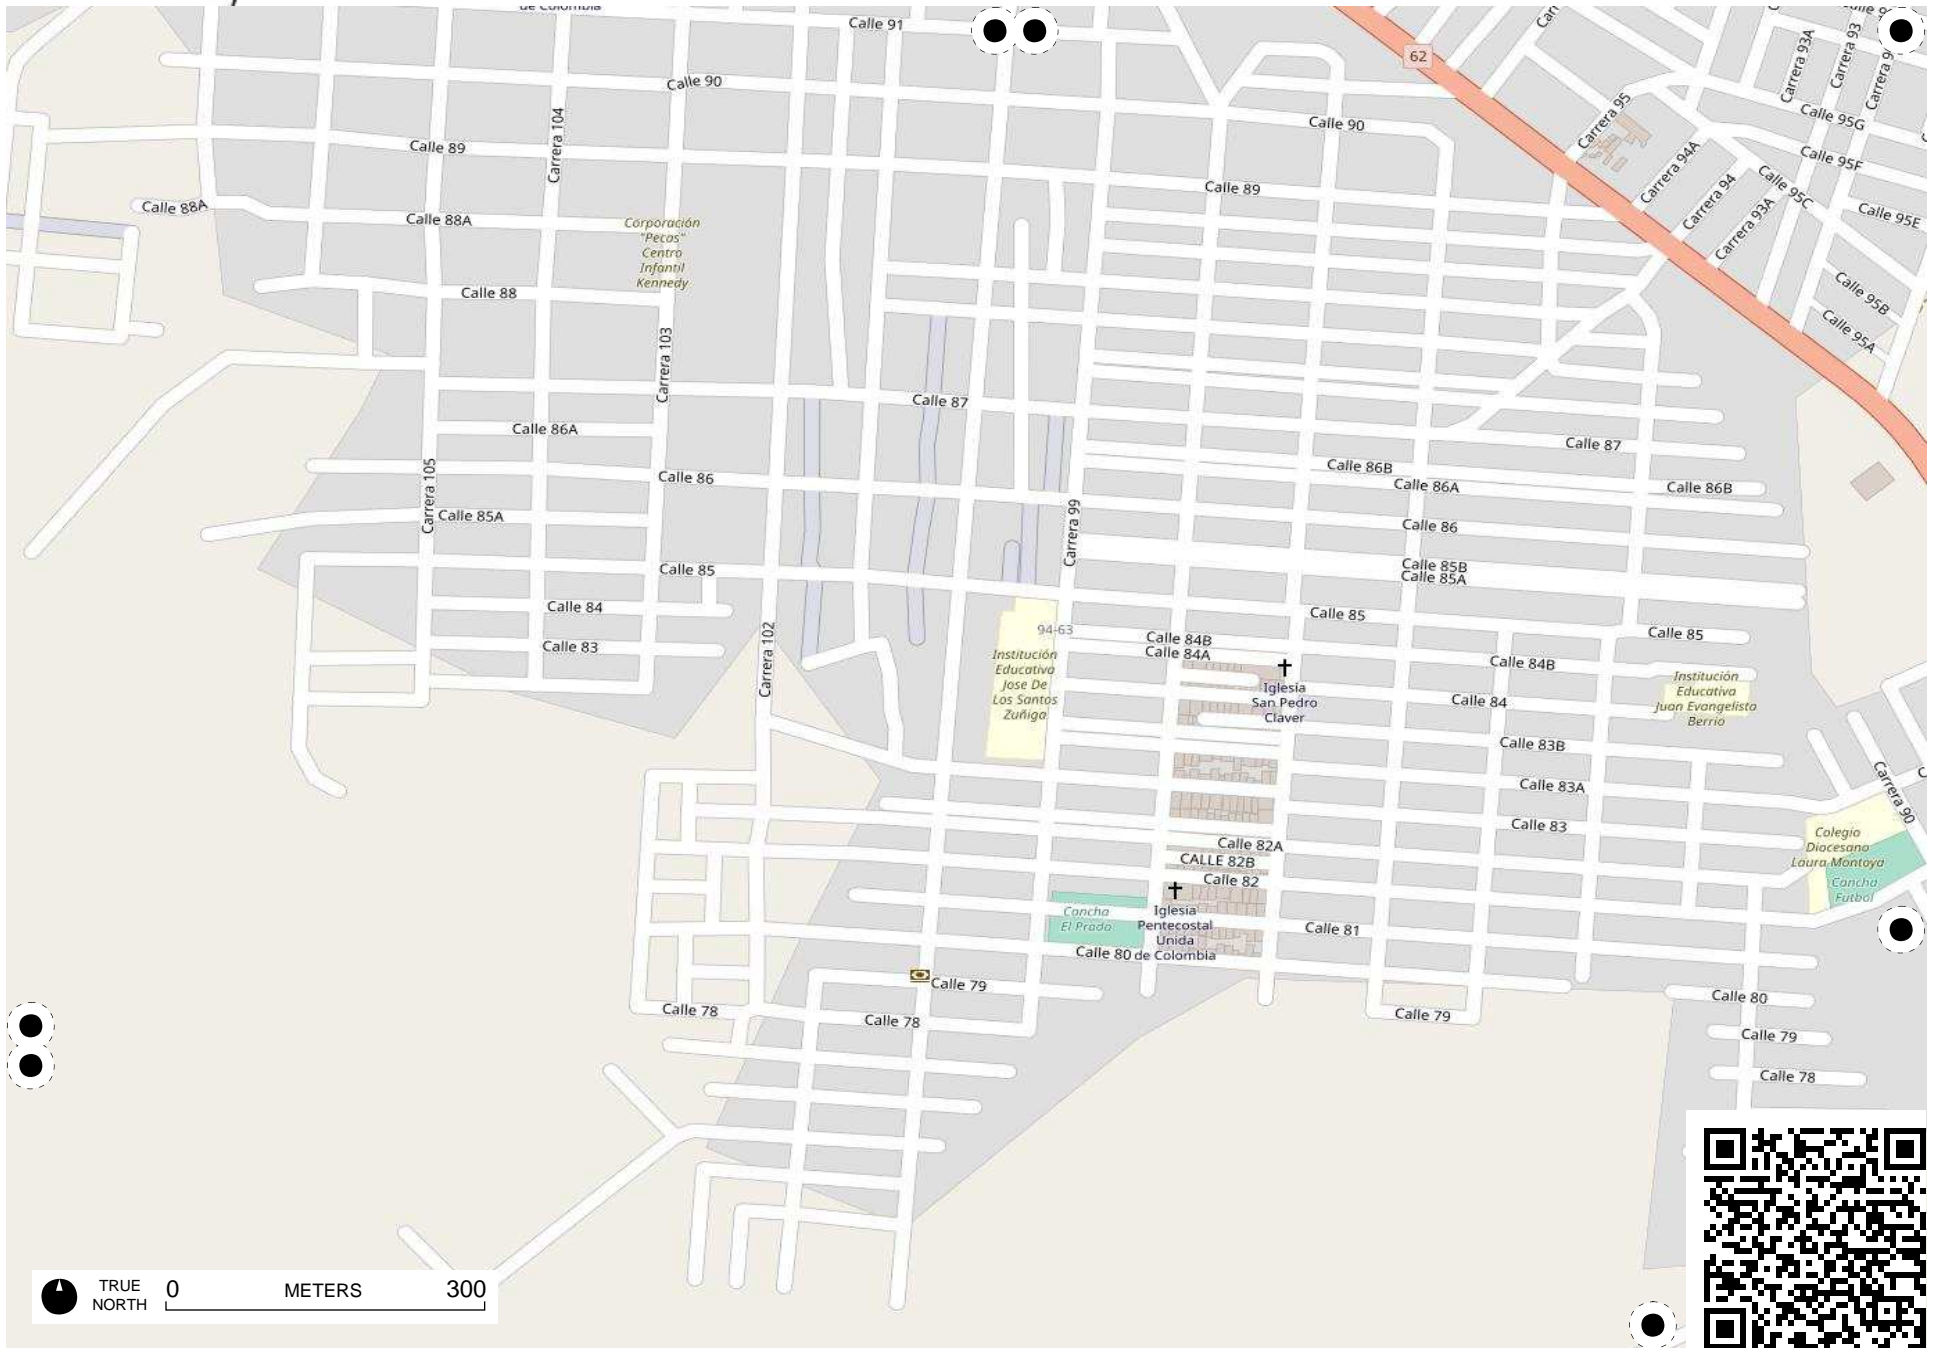 Calle 91
62
Carrera 93A
Carrera 93
Calle 90
Calle 90
Carrera 95
Calle 95G
Carrera 104
Calle 89
Carrera 94A
Calle 95F
Calle 89
Carrera 94
Calle 95C
Calle 88A
Calle 88A
Carrera 93A
Calle 95E
Corporación
"Pecas"
Centro
Infantil
Kennedy
Calle 88
Calle 95B
Calle 95A
Carrera 103
Calle 87
Calle 86A
Calle 87
Carrera 105
Calle 86
Calle 86B
Calle 86A
Calle 86B
Calle 85A
Carrera 99
Calle 86
Calle 85
Calle 85B
Calle 85A
Calle 84
Calle 85
94-63
Calle 85
Calle 83
Carrera 102
Calle 84B
Calle 84A
Calle 84B
Institución
Educativa
Jose De
Los Santos
Zuñiga
Iglesia
San Pedro
Claver
Calle 84
Institución
Educativa
Juan Evangelista
Berrio
Calle 83B
Calle 83A
Carrera 90
Calle 83
Calle 82A
CALLE 82B
Calle 82
Colegio
Diocesano
Laura Montoya
Cancha
Futbol
Cancha
El Prado
Iglesia
Pentecostal
Unida
de Colombia
Calle 81
Calle 80
Calle 79
Calle 80
Calle 78
Calle 78
Calle 79
Calle 79
Calle 78
TRUE
NORTH
0 METERS 300